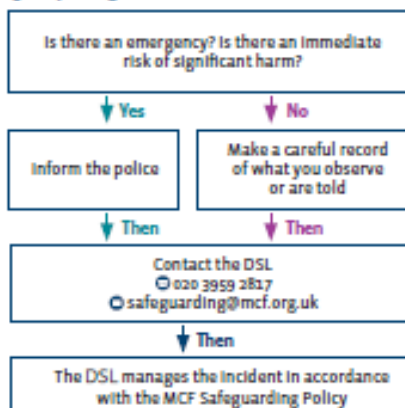 Is there an emergency? Is there an immediate
risk of significant harm?
Yes
No
Inform the police
Make a careful record
of what you observe
or are told
Then
Then
Contact the DSL
020 3959 2817
safeguarding@mcf.org.uk
Then
The DSL manages the incident in accordance
with the MCF Safeguarding Policy